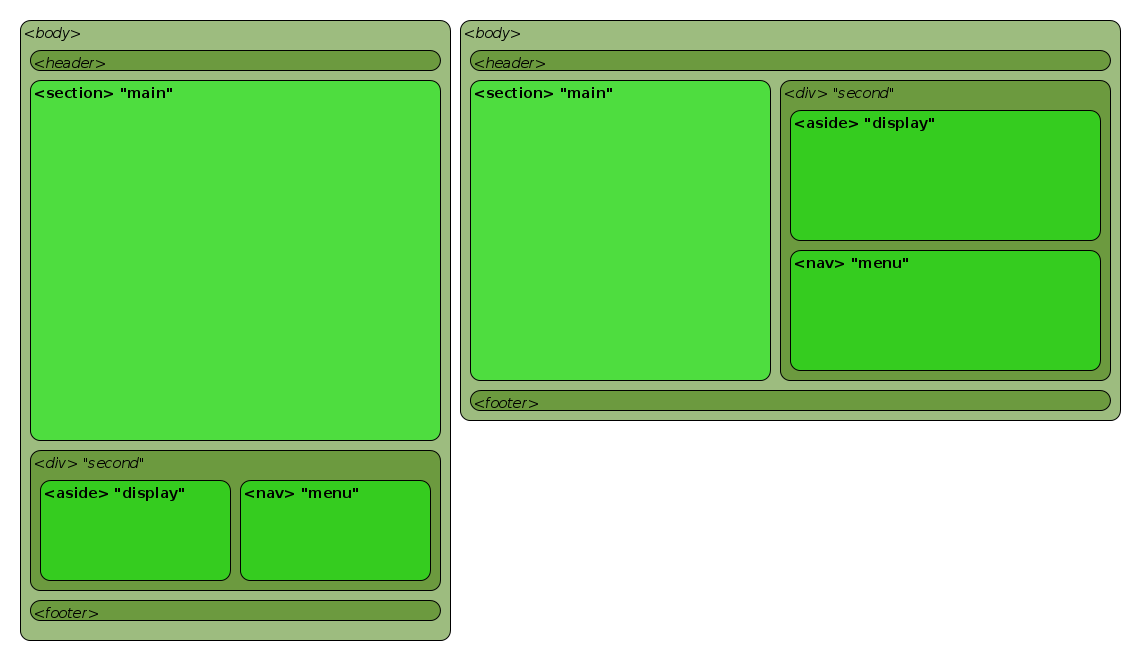 <body>
<header>
<section> "main"
<div> "second"
<aside> "display"
<nav> "menu"
<footer>
<body>
<header>
<section> "main"
<div> "second"
<aside> "display"
<nav> "menu"
<footer>